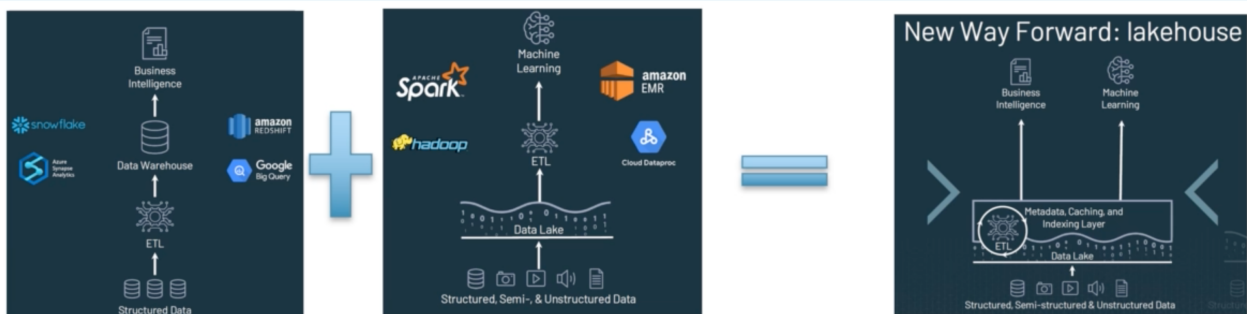 Business
Intelligence
snowflake
amazon
REDSHIFT
Azure
Synapse
Analytics
Data Warehouse
Google
Big Query
ETL
Structured Data
Machine
Learning
APACHE
Spark
amazon
EMR
hadoop
ETL
Cloud Dataproc
Data Lake
Structured, Semi-, & Unstructured Data
New Way Forward: lakehouse
Business
Intelligence
Machine
Learning
Metadata, Caching, and
Indexing Layer
ETL
Data Lake
Structured, Semi-structured & Unstructured Data